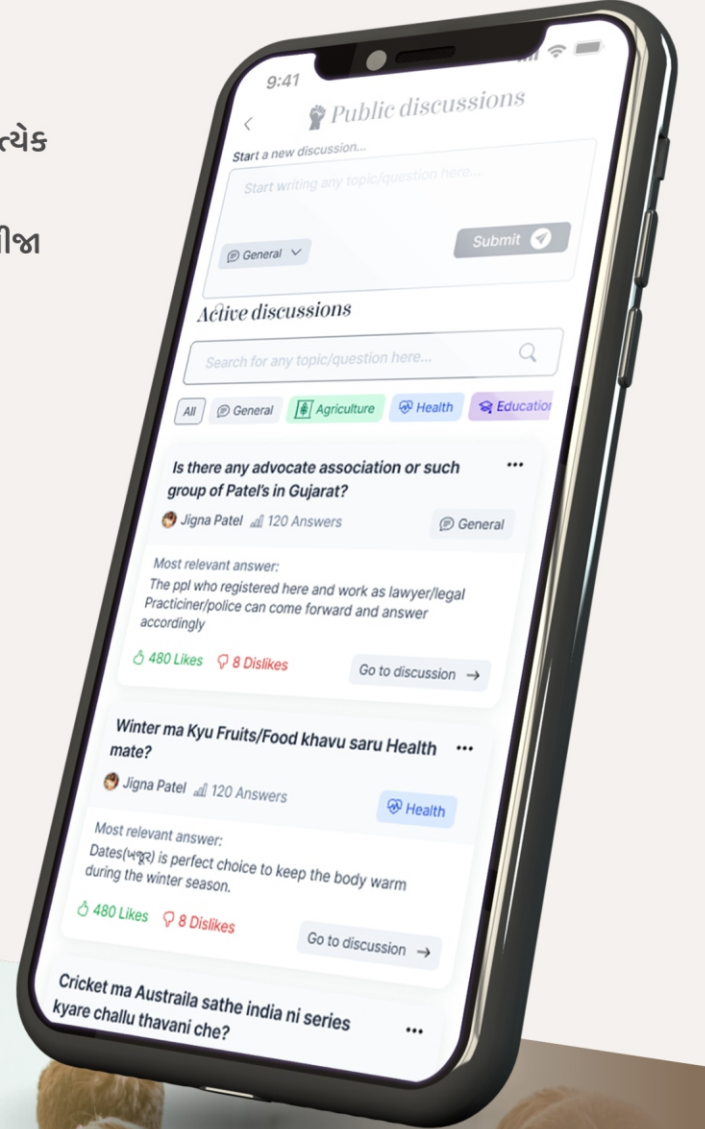 ત્યેક
ીજા
9:41
Public discussions
Start a new discussion...
Start writing any topic/question here...
General
Submit
Active discussions
Search for any topic/question here...
All General Agriculture Health Education
Is there any advocate association or such
group of Patel's in Gujarat?
Jigna Patel 120 Answers General
Most relevant answer:
The ppl who registered here and work as lawyer/legal
Practiciner/police can come forward and answer
accordingly
480 Likes 8 Dislikes Go to discussion →
Winter ma Kyu Fruits/Food khavu saru Health
mate?
Jigna Patel 120 Answers Health
Most relevant answer:
Dates(ખજૂર) is perfect choice to keep the body warm
during the winter season.
480 Likes 8 Dislikes Go to discussion →
Cricket ma Austraila sathe india ni series
kyare challu thavani che?